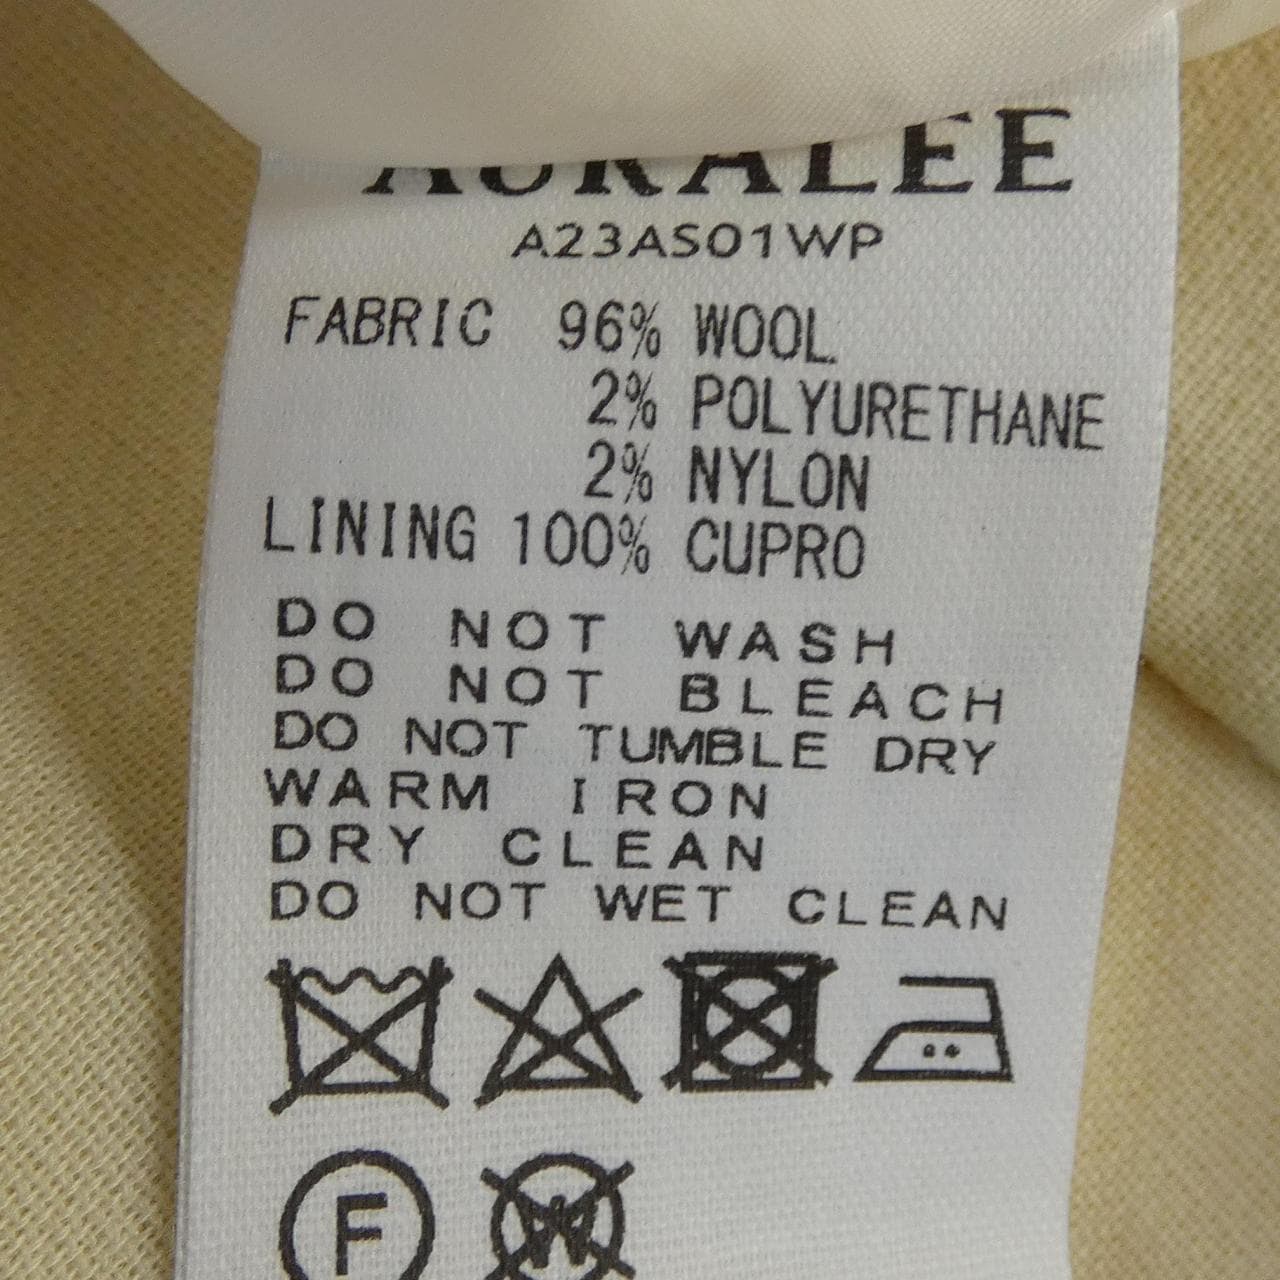 AURALEE
A23AS01WP
FABRIC 96% WOOL
2% POLYURETHANE
2% NYLON
LINING 100% CUPRO
DO NOT WASH
DO NOT BLEACH
DO NOT TUMBLE DRY
WARM IRON
DRY CLEAN
DO NOT WET CLEAN
F W